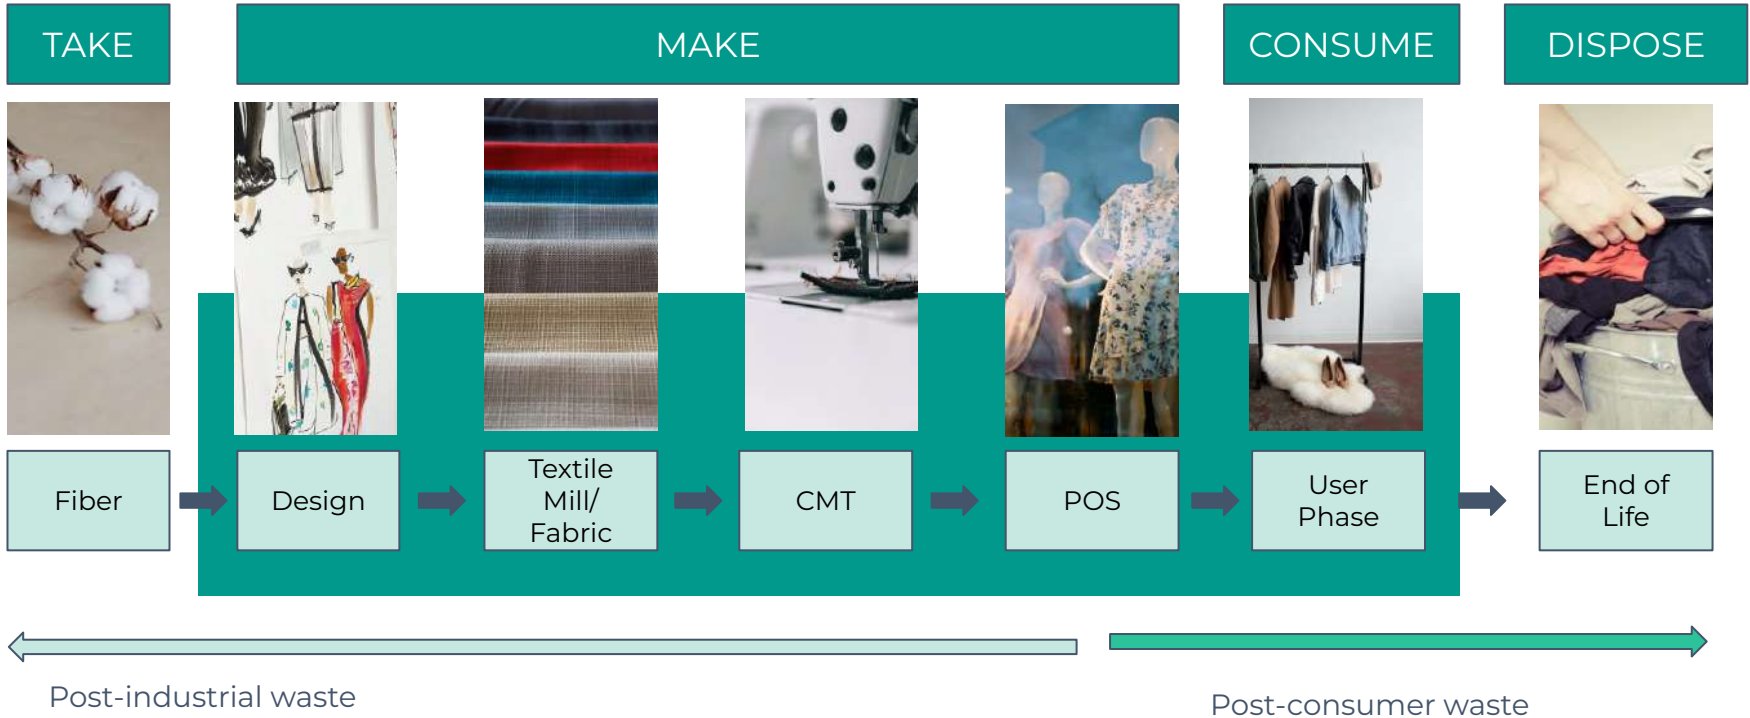 TAKE
MAKE
CONSUME
DISPOSE
Fiber
Design
Textile
Mill/
Fabric
CMT
POS
User
Phase
End of
Life
Post-industrial waste
Post-consumer waste